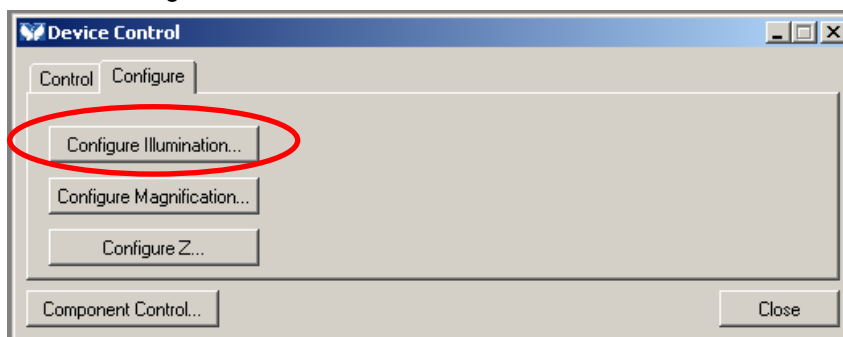 Device Control
Control Configure
Configure Illumination...
Configure Magnification...
Configure Z...
Component Control... Close